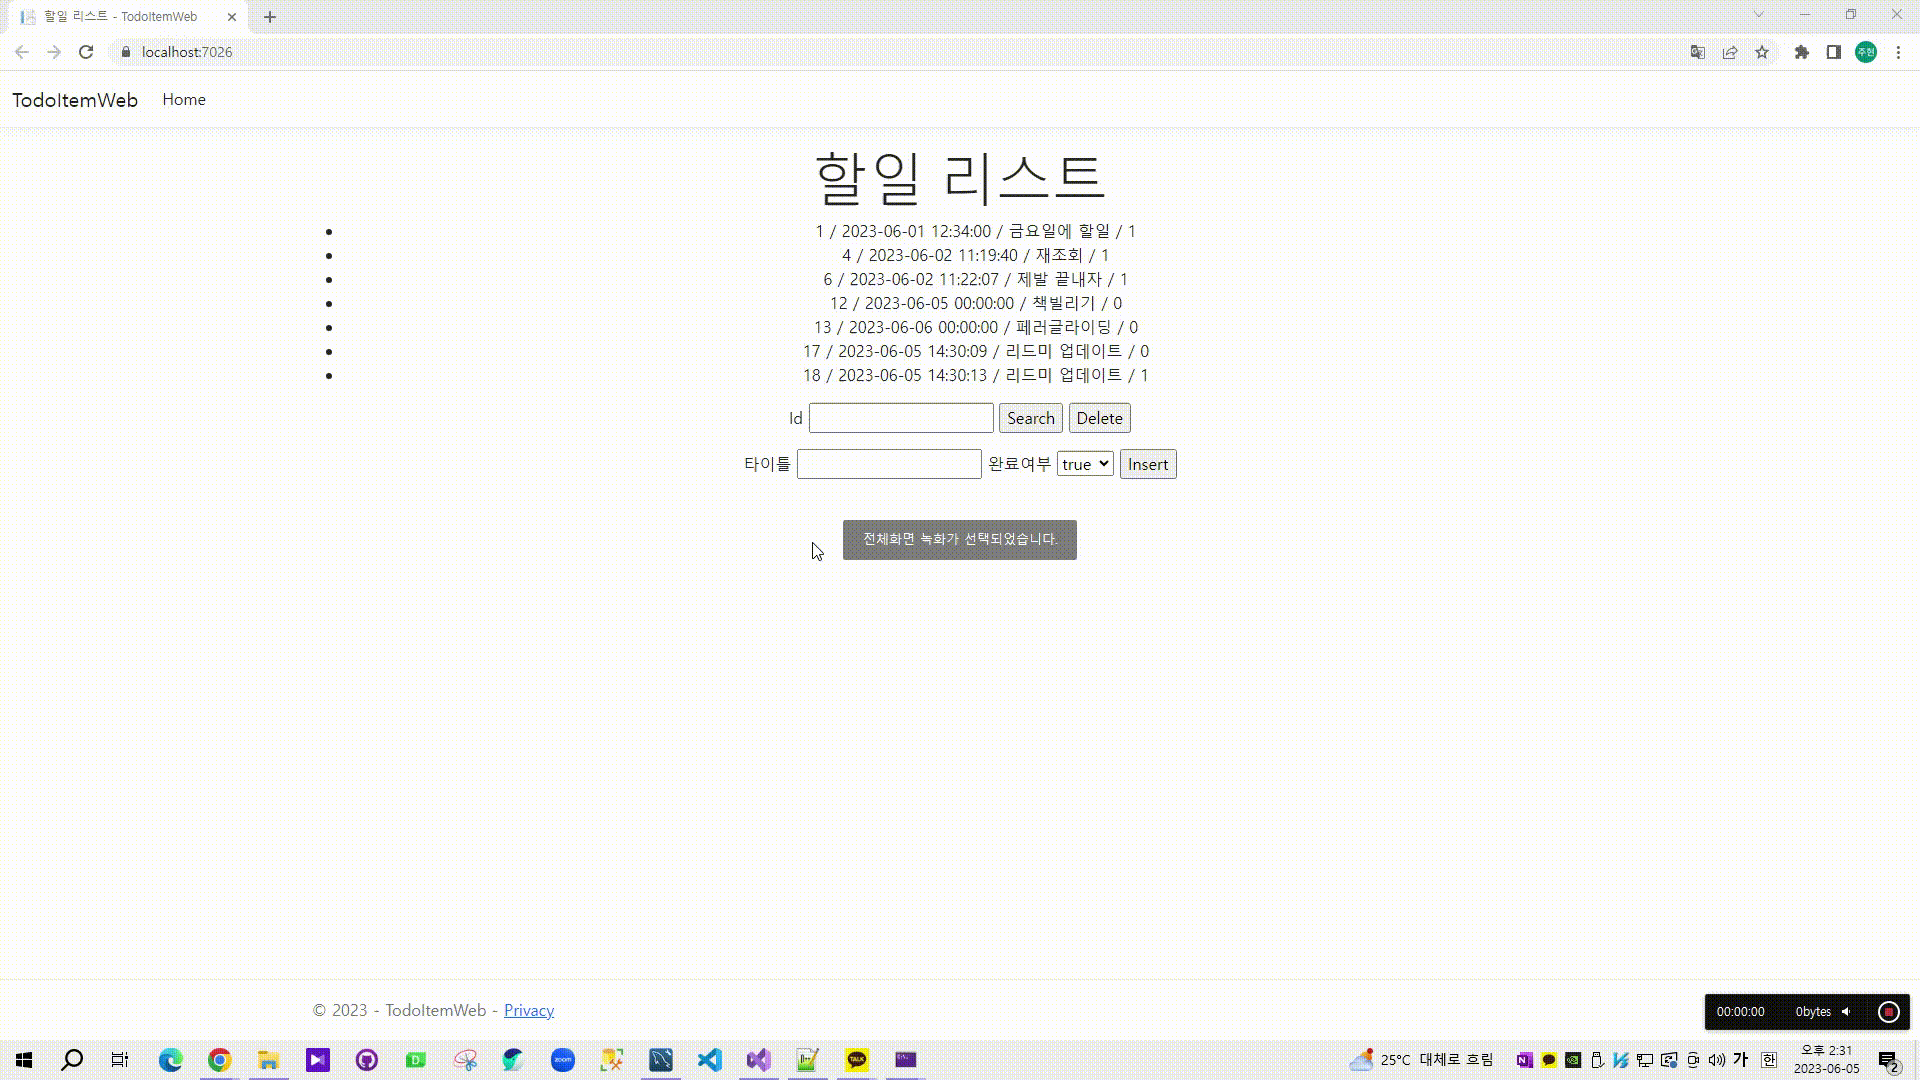 할일 리스트 - TodoItemWeb
localhost:7026
주현
TodoItemWeb Home
할일 리스트
1 / 2023-06-01 12:34:00 / 금요일에 할일 / 1
4 / 2023-06-02 11:19:40 / 재조회 / 1
6 / 2023-06-02 11:22:07 / 제발 끝내자 / 1
12 / 2023-06-05 00:00:00 / 책빌리기 / 0
13 / 2023-06-06 00:00:00 / 페러글라이딩 / 0
17 / 2023-06-05 14:30:09 / 리드미 업데이트 / 0
18 / 2023-06-05 14:30:13 / 리드미 업데이트 / 1
Id Search Delete
타이틀 완료여부 true Insert
전체화면 녹화가 선택되었습니다.
© 2023 - TodoItemWeb - Privacy
00:00:00 0bytes
zoom TALK 25°C 대체로 흐림 가 한 오후 2:31
2023-06-05 2